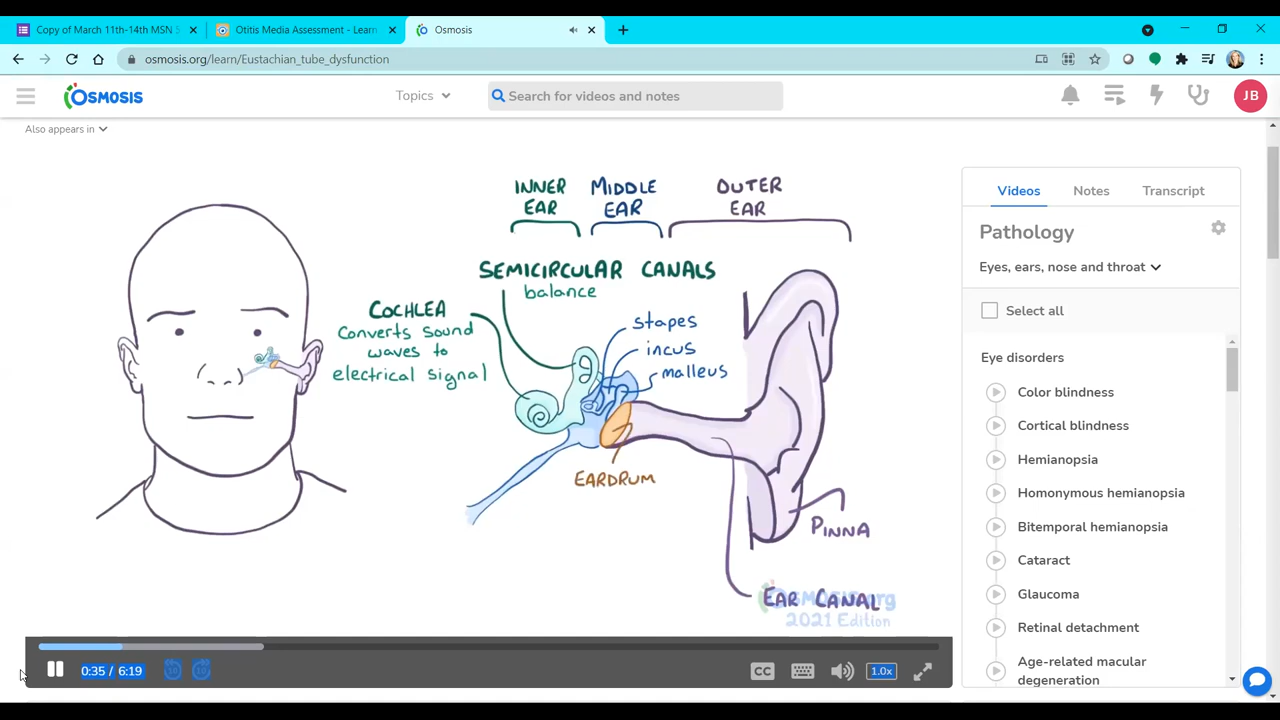 Copy of March 11th-14th MSN S
Otitis Media Assessment - Learn
Osmosis
osmosis.org/learn/Eustachian_tube_dysfunction
OSMOSIS
Topics
Search for videos and notes
JB
Also appears in
INNER EAR
MIDDLE EAR
OUTER EAR
SEMICIRCULAR CANALS
balance
COCHLEA
Converts sound
waves to
electrical signal
stapes
incus
malleus
EARDRUM
PINNA
EAR CANAL
OSMOSIS.org
2021 Edition
0:35 / 6:19
10
10
CC
1.0x
Videos
Notes
Transcript
Pathology
Eyes, ears, nose and throat
Select all
Eye disorders
Color blindness
Cortical blindness
Hemianopsia
Homonymous hemianopsia
Bitemporal hemianopsia
Cataract
Glaucoma
Retinal detachment
Age-related macular
degeneration